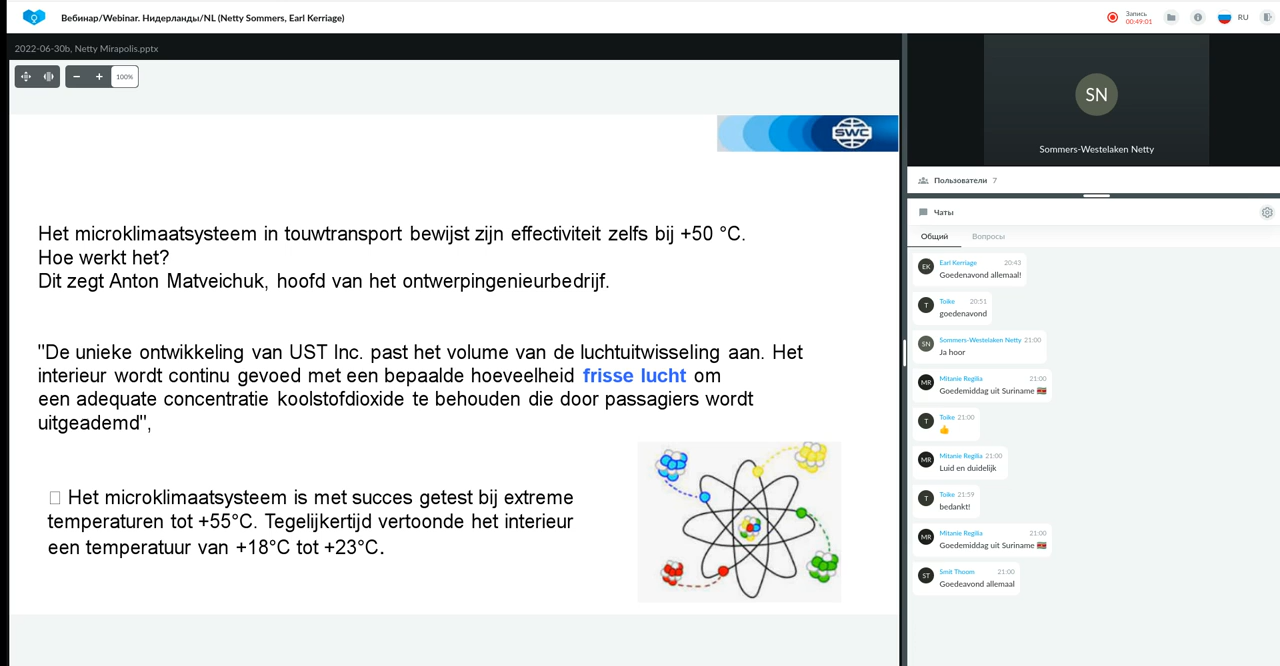 Вебинар/Webinar. Нидерланды/NL (Netty Sommers, Earl Kerriage)
Запись
00:49:01
RU
2022-06-30b, Netty Mirapolis.pptx
100%
SWC
Het microklimaatsysteem in touwtransport bewijst zijn effectiviteit zelfs bij +50 °C.
Hoe werkt het?
Dit zegt Anton Matveichuk, hoofd van het ontwerpingenieurbedrijf.
"De unieke ontwikkeling van UST Inc. past het volume van de luchtuitwisseling aan. Het
interieur wordt continu gevoed met een bepaalde hoeveelheid frisse lucht om
een adequate concentratie koolstofdioxide te behouden die door passagiers wordt
uitgeademd",
Het microklimaatsysteem is met succes getest bij extreme
temperaturen tot +55°C. Tegelijkertijd vertoonde het interieur
een temperatuur van +18°C tot +23°C.
SN
Sommers-Westelaken Netty
Пользователи 7
Чаты
Общий Вопросы
EK Earl Kerriage 20:43
Goedenavond allemaal!
T Toike 20:51
goedenavond
SN Sommers-Westelaken Netty 21:00
Ja hoor
MR Mitanie Regilia 21:00
Goedemiddag uit Suriname 🇸🇷
T Toike 21:00
👍
MR Mitanie Regilia 21:00
Luid en duidelijk
T Toike 21:59
bedankt!
MR Mitanie Regilia 21:00
Goedemiddag uit Suriname 🇸🇷
ST Smit Thoom 21:00
Goedeavond allemaal